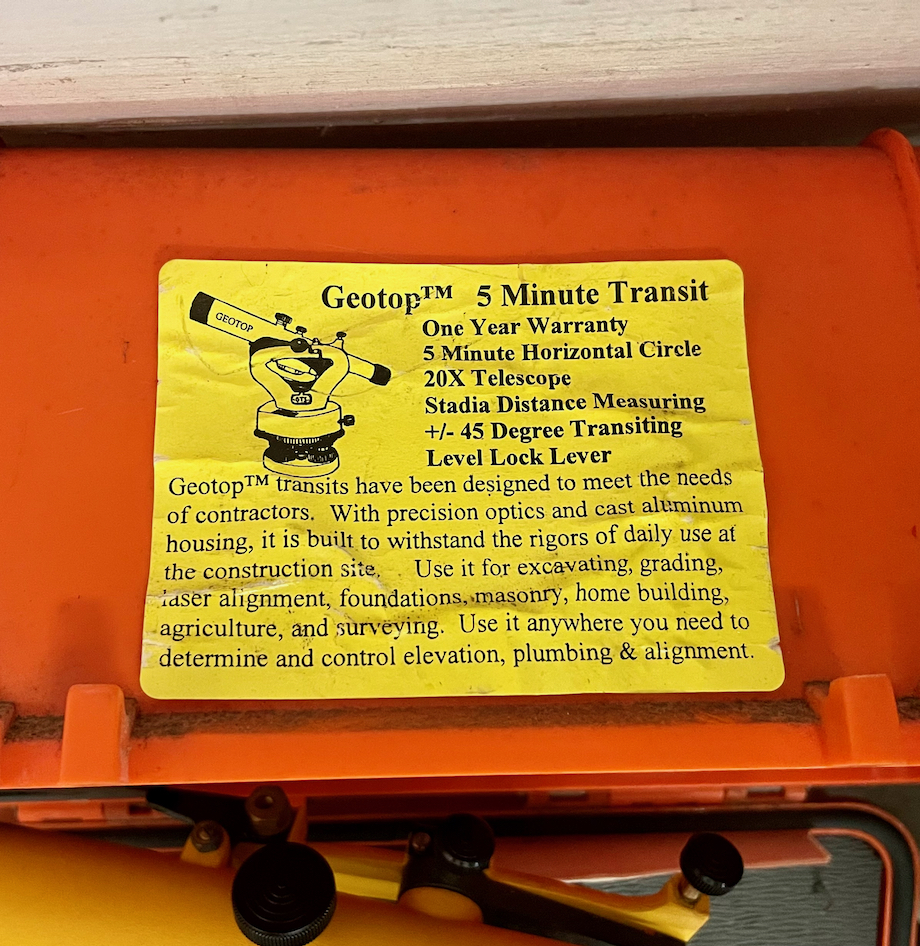 Geotop™ 5 Minute Transit
GEOTOP
One Year Warranty
5 Minute Horizontal Circle
20X Telescope
Stadia Distance Measuring
+/- 45 Degree Transiting
Level Lock Lever
Geotop™ transits have been designed to meet the needs
of contractors. With precision optics and cast aluminum
housing, it is built to withstand the rigors of daily use at
the construction site. Use it for excavating, grading,
laser alignment, foundations, masonry, home building,
agriculture, and surveying. Use it anywhere you need to
determine and control elevation, plumbing & alignment.